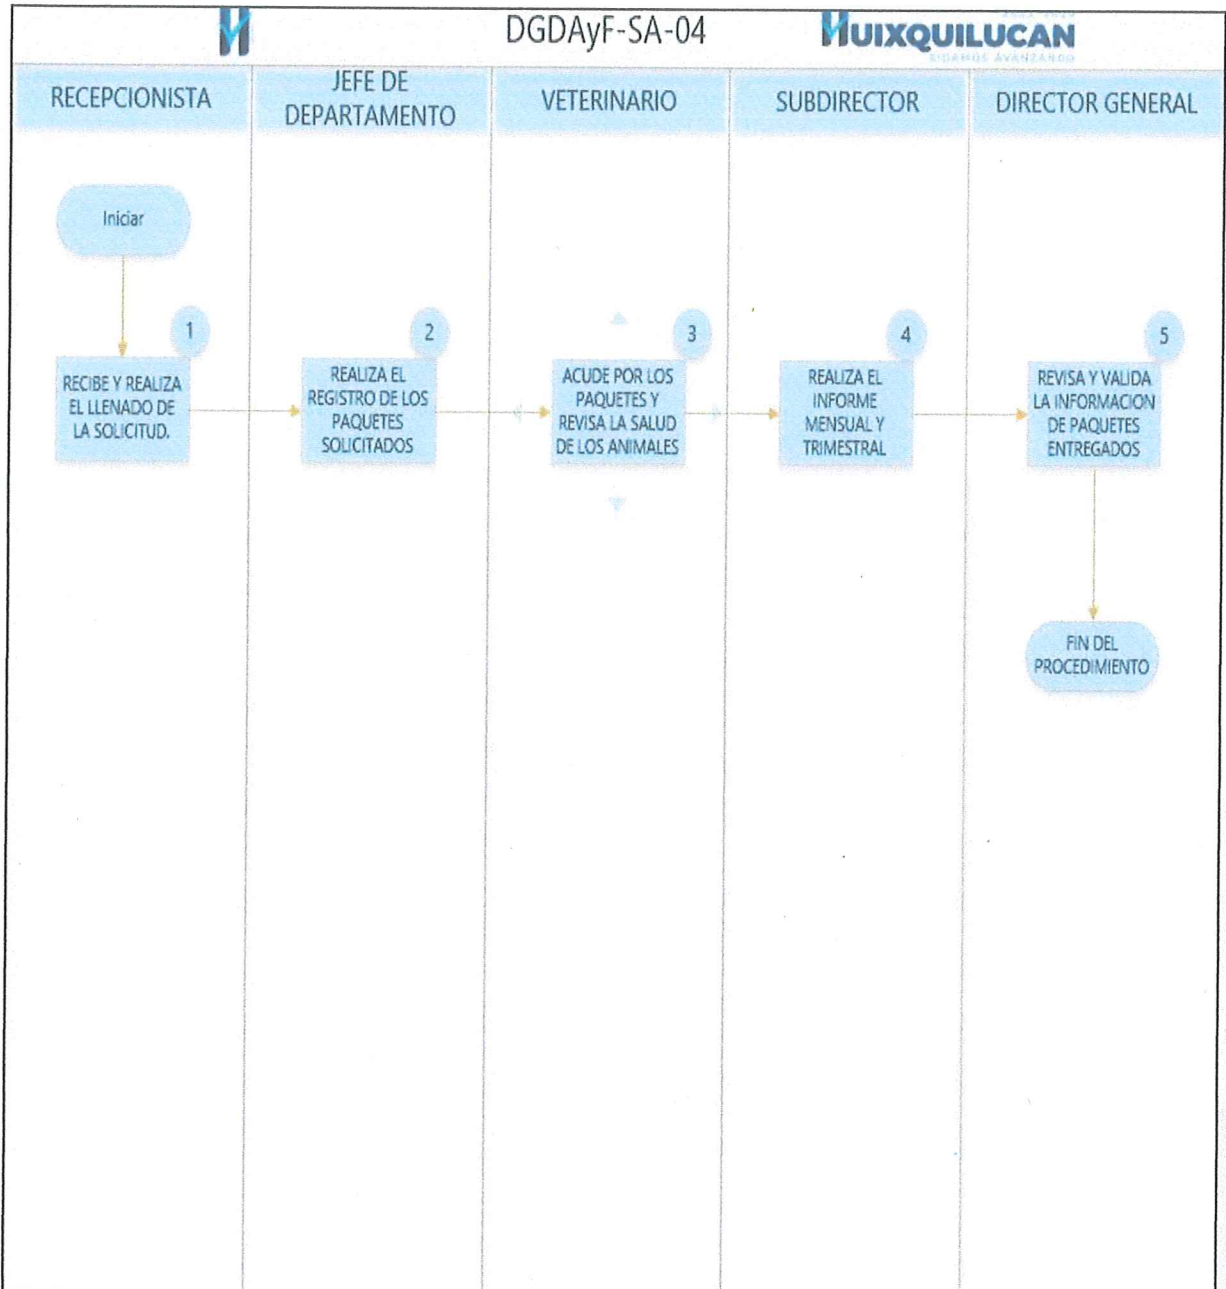 DGDAyF-SA-04
HUIXQUILUCAN
SIGAMOS AVANZANDO
RECEPCIONISTA
JEFE DE
DEPARTAMENTO
VETERINARIO
SUBDIRECTOR
DIRECTOR GENERAL
Iniciar
1
RECIBE Y REALIZA
EL LLENADO DE
LA SOLICITUD.
2
REALIZA EL
REGISTRO DE LOS
PAQUETES
SOLICITADOS
3
ACUDE POR LOS
PAQUETES Y
REVISA LA SALUD
DE LOS ANIMALES
4
REALIZA EL
INFORME
MENSUAL Y
TRIMESTRAL
5
REVISA Y VALIDA
LA INFORMACION
DE PAQUETES
ENTREGADOS
FIN DEL
PROCEDIMIENTO